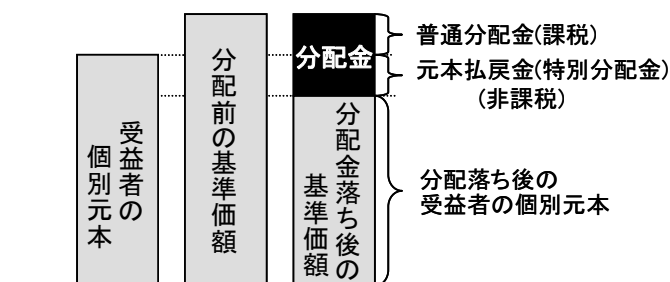 受益者の
個別元本
分配前の基準価額
分配金
分配金落ち後の
基準価額
普通分配金(課税)
元本払戻金(特別分配金)
(非課税)
分配落ち後の
受益者の個別元本